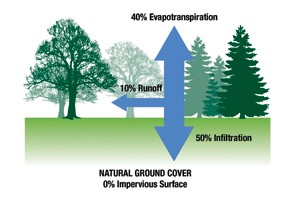 40% Evapotranspiration
10% Runoff
50% Infiltration
NATURAL GROUND COVER
0% Impervious Surface